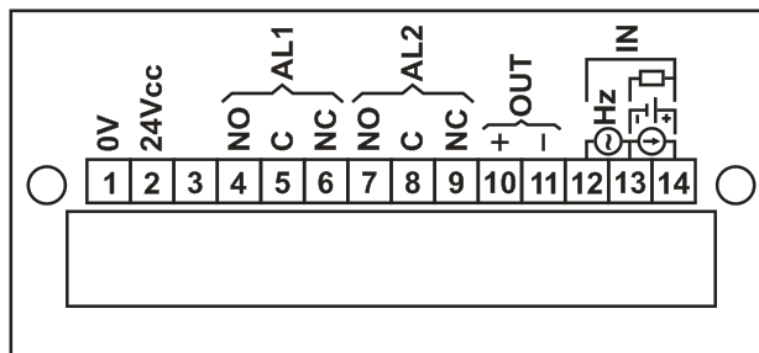 AL1
AL2
IN
0V
24Vcc
NO
C
NC
NO
C
NC
OUT
+
−
Hz
~
−
+
1 2 3 4 5 6 7 8 9 10 11 12 13 14